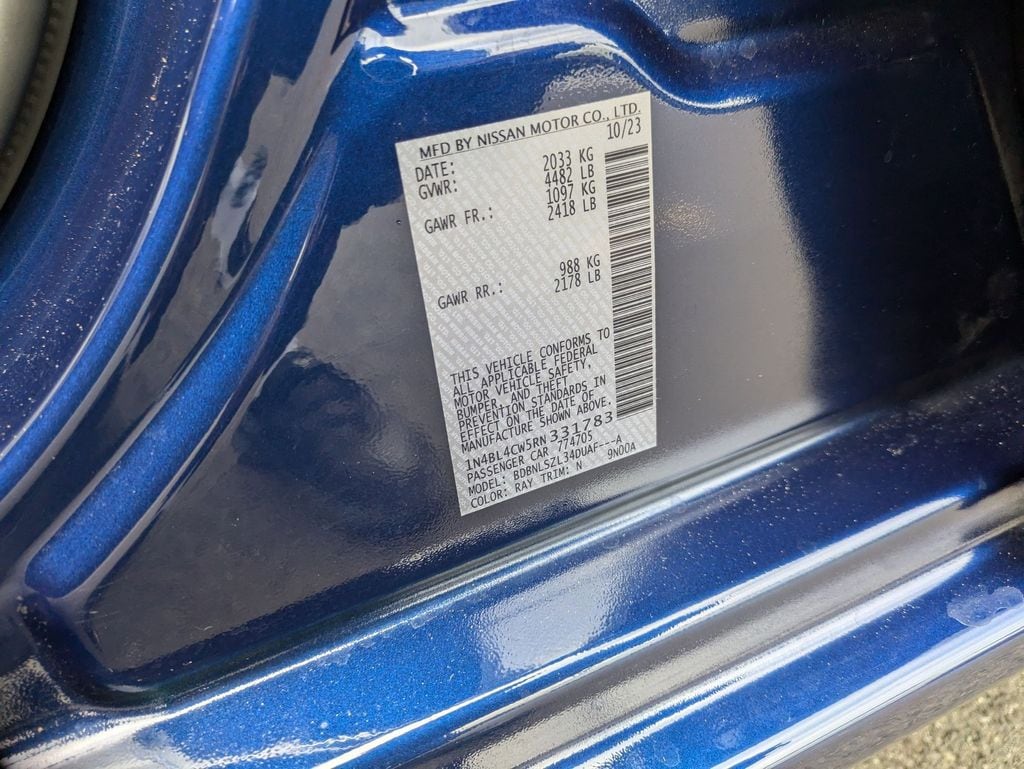 MFD BY NISSAN MOTOR CO., LTD.
DATE: 10/23
GVWR: 2033 KG
4482 LB
GAWR FR.: 1097 KG
2418 LB
GAWR RR.: 988 KG
2178 LB
THIS VEHICLE CONFORMS TO
ALL APPLICABLE FEDERAL
MOTOR VEHICLE SAFETY,
BUMPER, AND THEFT
PREVENTION STANDARDS IN
EFFECT ON THE DATE OF
MANUFACTURE SHOWN ABOVE.
1N4BL4CW5RN331783
PASSENGER CAR 774705
MODEL: BDBNLSZL34DUAF---A
COLOR: RAY TRIM: N 9N00A